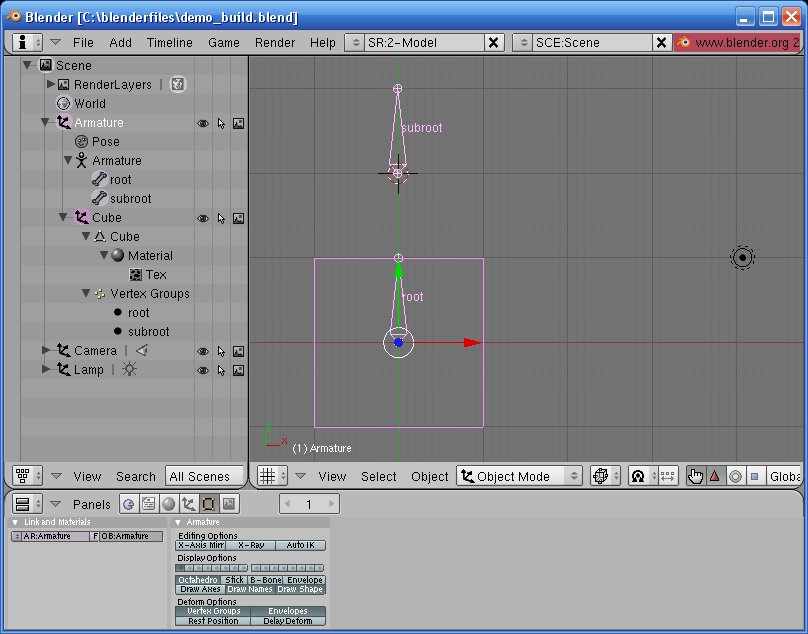 Blender [C:\blenderfiles\demo_build.blend]
File Add Timeline Game Render Help SR:2-Model SCE:Scene www.blender.org 2
Scene
RenderLayers
World
Armature
Pose
Armature
root
subroot
Cube
Cube
Material
Tex
Vertex Groups
root
subroot
Camera
Lamp
subroot
root
y
x
(1) Armature
View Search All Scenes
View Select Object Object Mode Globa
Panels 1
Link and Materials
AR:Armature F OB:Armature
Armature
Editing Options
X-Axis Mirr X-Ray Auto IK
Display Options
Octahedro Stick B-Bone Envelope
Draw Axes Draw Names Draw Shape
Deform Options
Vertex Groups Envelopes
Rest Position Delay Deform